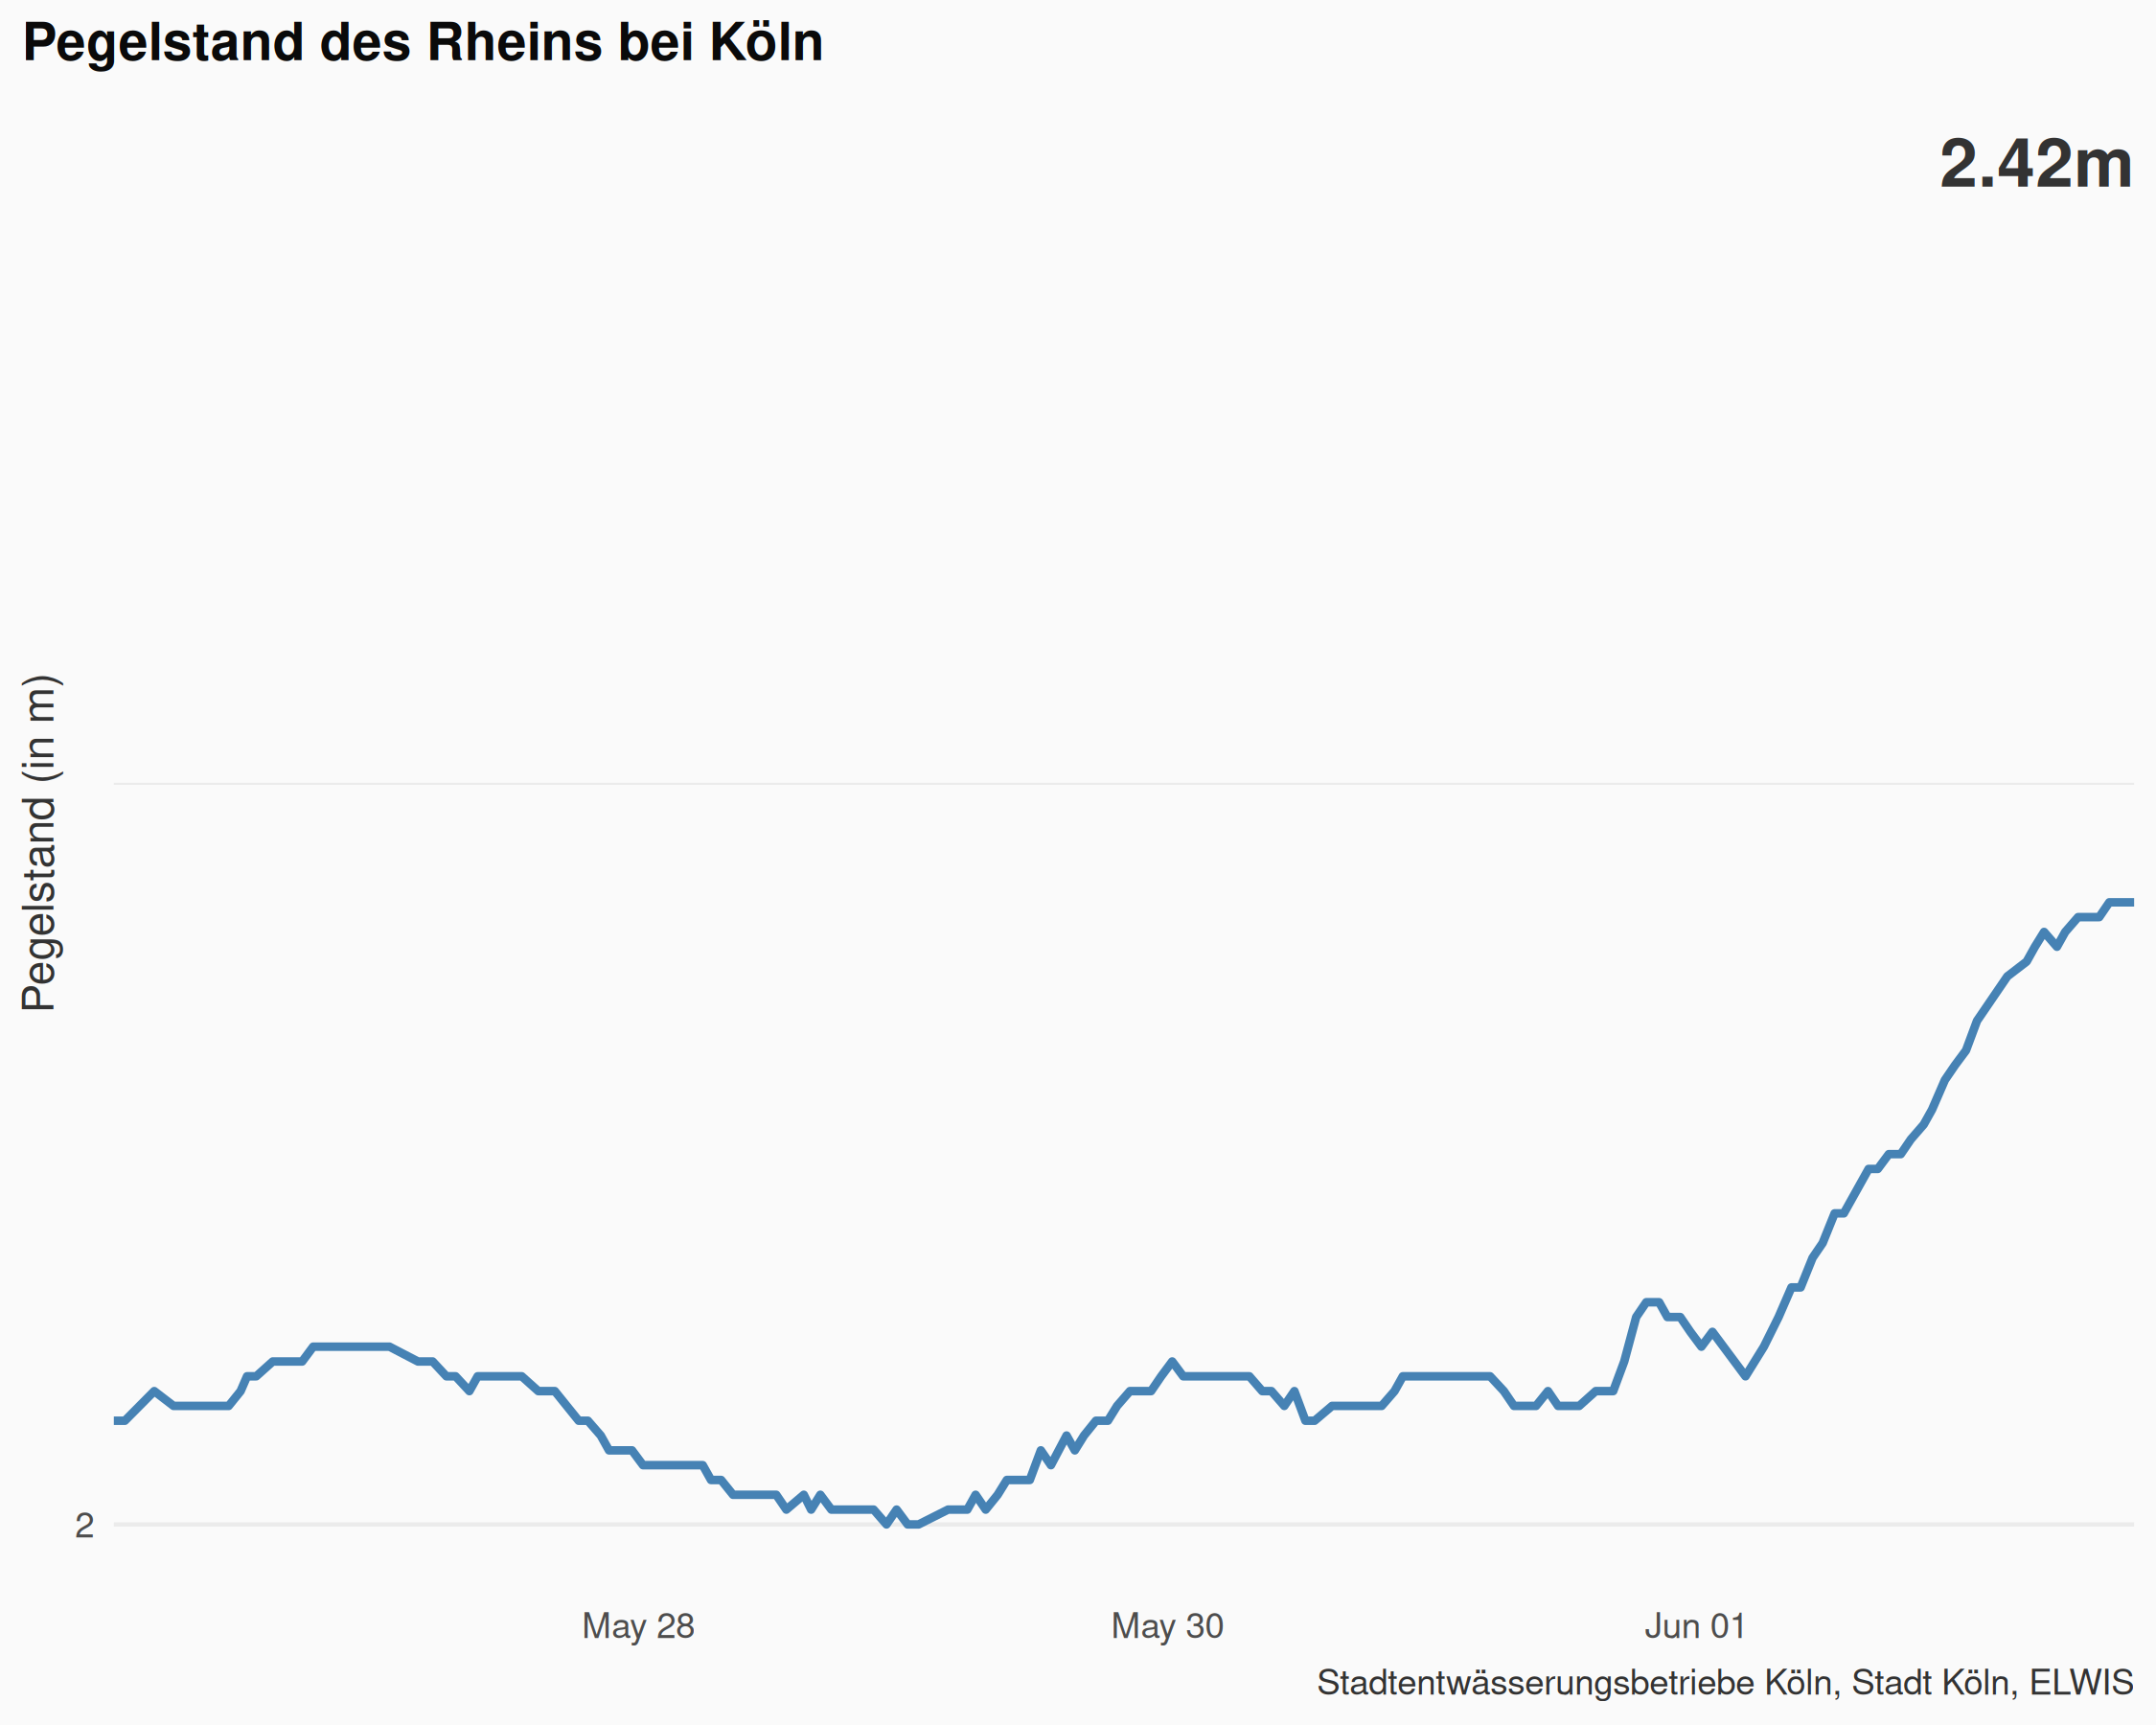 Pegelstand des Rheins bei Köln
2.42m
Pegelstand (in m)
2
May 28
May 30
Jun 01
Stadtentwässerungsbetriebe Köln, Stadt Köln, ELWIS